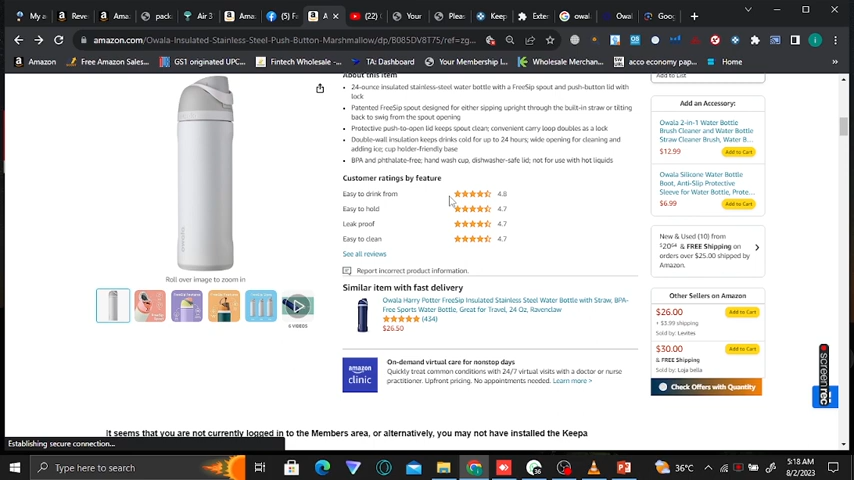 My a
Reve
Ama
pack
Air 3
Ama
(5) F
A
(22) (
Your
Plea
Keep
Exter
owal
Owal
Goo
amazon.com/Owala-Insulated-Stainless-Steel-Push-Button-Marshmallow/dp/B085DV8T75/ref=zg...
Amazon
Free Amazon Sales...
GS1 originated UPC...
Fintech Wholesale –...
TA: Dashboard
Your Membership |...
Wholesale Merchan...
acco economy pap...
Home
About this item
24-ounce insulated stainless-steel water bottle with a FreeSip spout and push-button lid with
lock
Patented FreeSip spout designed for either sipping upright through the built-in straw or tilting
back to swig from the spout opening
Protective push-to-open lid keeps spout clean; convenient carry loop doubles as a lock
Double-wall insulation keeps drinks cold for up to 24 hours; wide opening for cleaning and
adding ice; cup holder-friendly base
BPA and phthalate-free; hand wash cup, dishwasher-safe lid; not for use with hot liquids
Customer ratings by feature
Easy to drink from 4.8
Easy to hold 4.7
Leak proof 4.7
Easy to clean 4.7
See all reviews
Report incorrect product information.
Similar item with fast delivery
Owala Harry Potter FreeSip Insulated Stainless Steel Water Bottle with Straw, BPA-
Free Sports Water Bottle, Great for Travel, 24 Oz, Ravenclaw
(434)
$26.50
amazon
clinic
On-demand virtual care for nonstop days
Quickly treat common conditions with 24/7 virtual visits with a doctor or nurse
practitioner. Upfront pricing. No appointments needed. Learn more >
Roll over image to zoom in
6 VIDEOS
Add to List
Add an Accessory:
Owala 2-in-1 Water Bottle
Brush Cleaner and Water Bottle
Straw Cleaner Brush, Water B...
$12.99 Add to Cart
Owala Silicone Water Bottle
Boot, Anti-Slip Protective
Sleeve for Water Bottle, Prote...
$6.99 Add to Cart
New & Used (10) from
& FREE Shipping on
orders over $25.00 shipped by
Amazon.
Other Sellers on Amazon
$26.00 Add to Cart
+ $3.99 shipping
Sold by: Levites
$30.00 Add to Cart
& FREE Shipping
Sold by: Loja bella
Check Offers with Quantity
screenrec
It seems that you are not currently logged in to the Members area, or alternatively, you may not have installed the Keepa
Establishing secure connection...
Type here to search
36°C
5:18 AM
8/2/2023